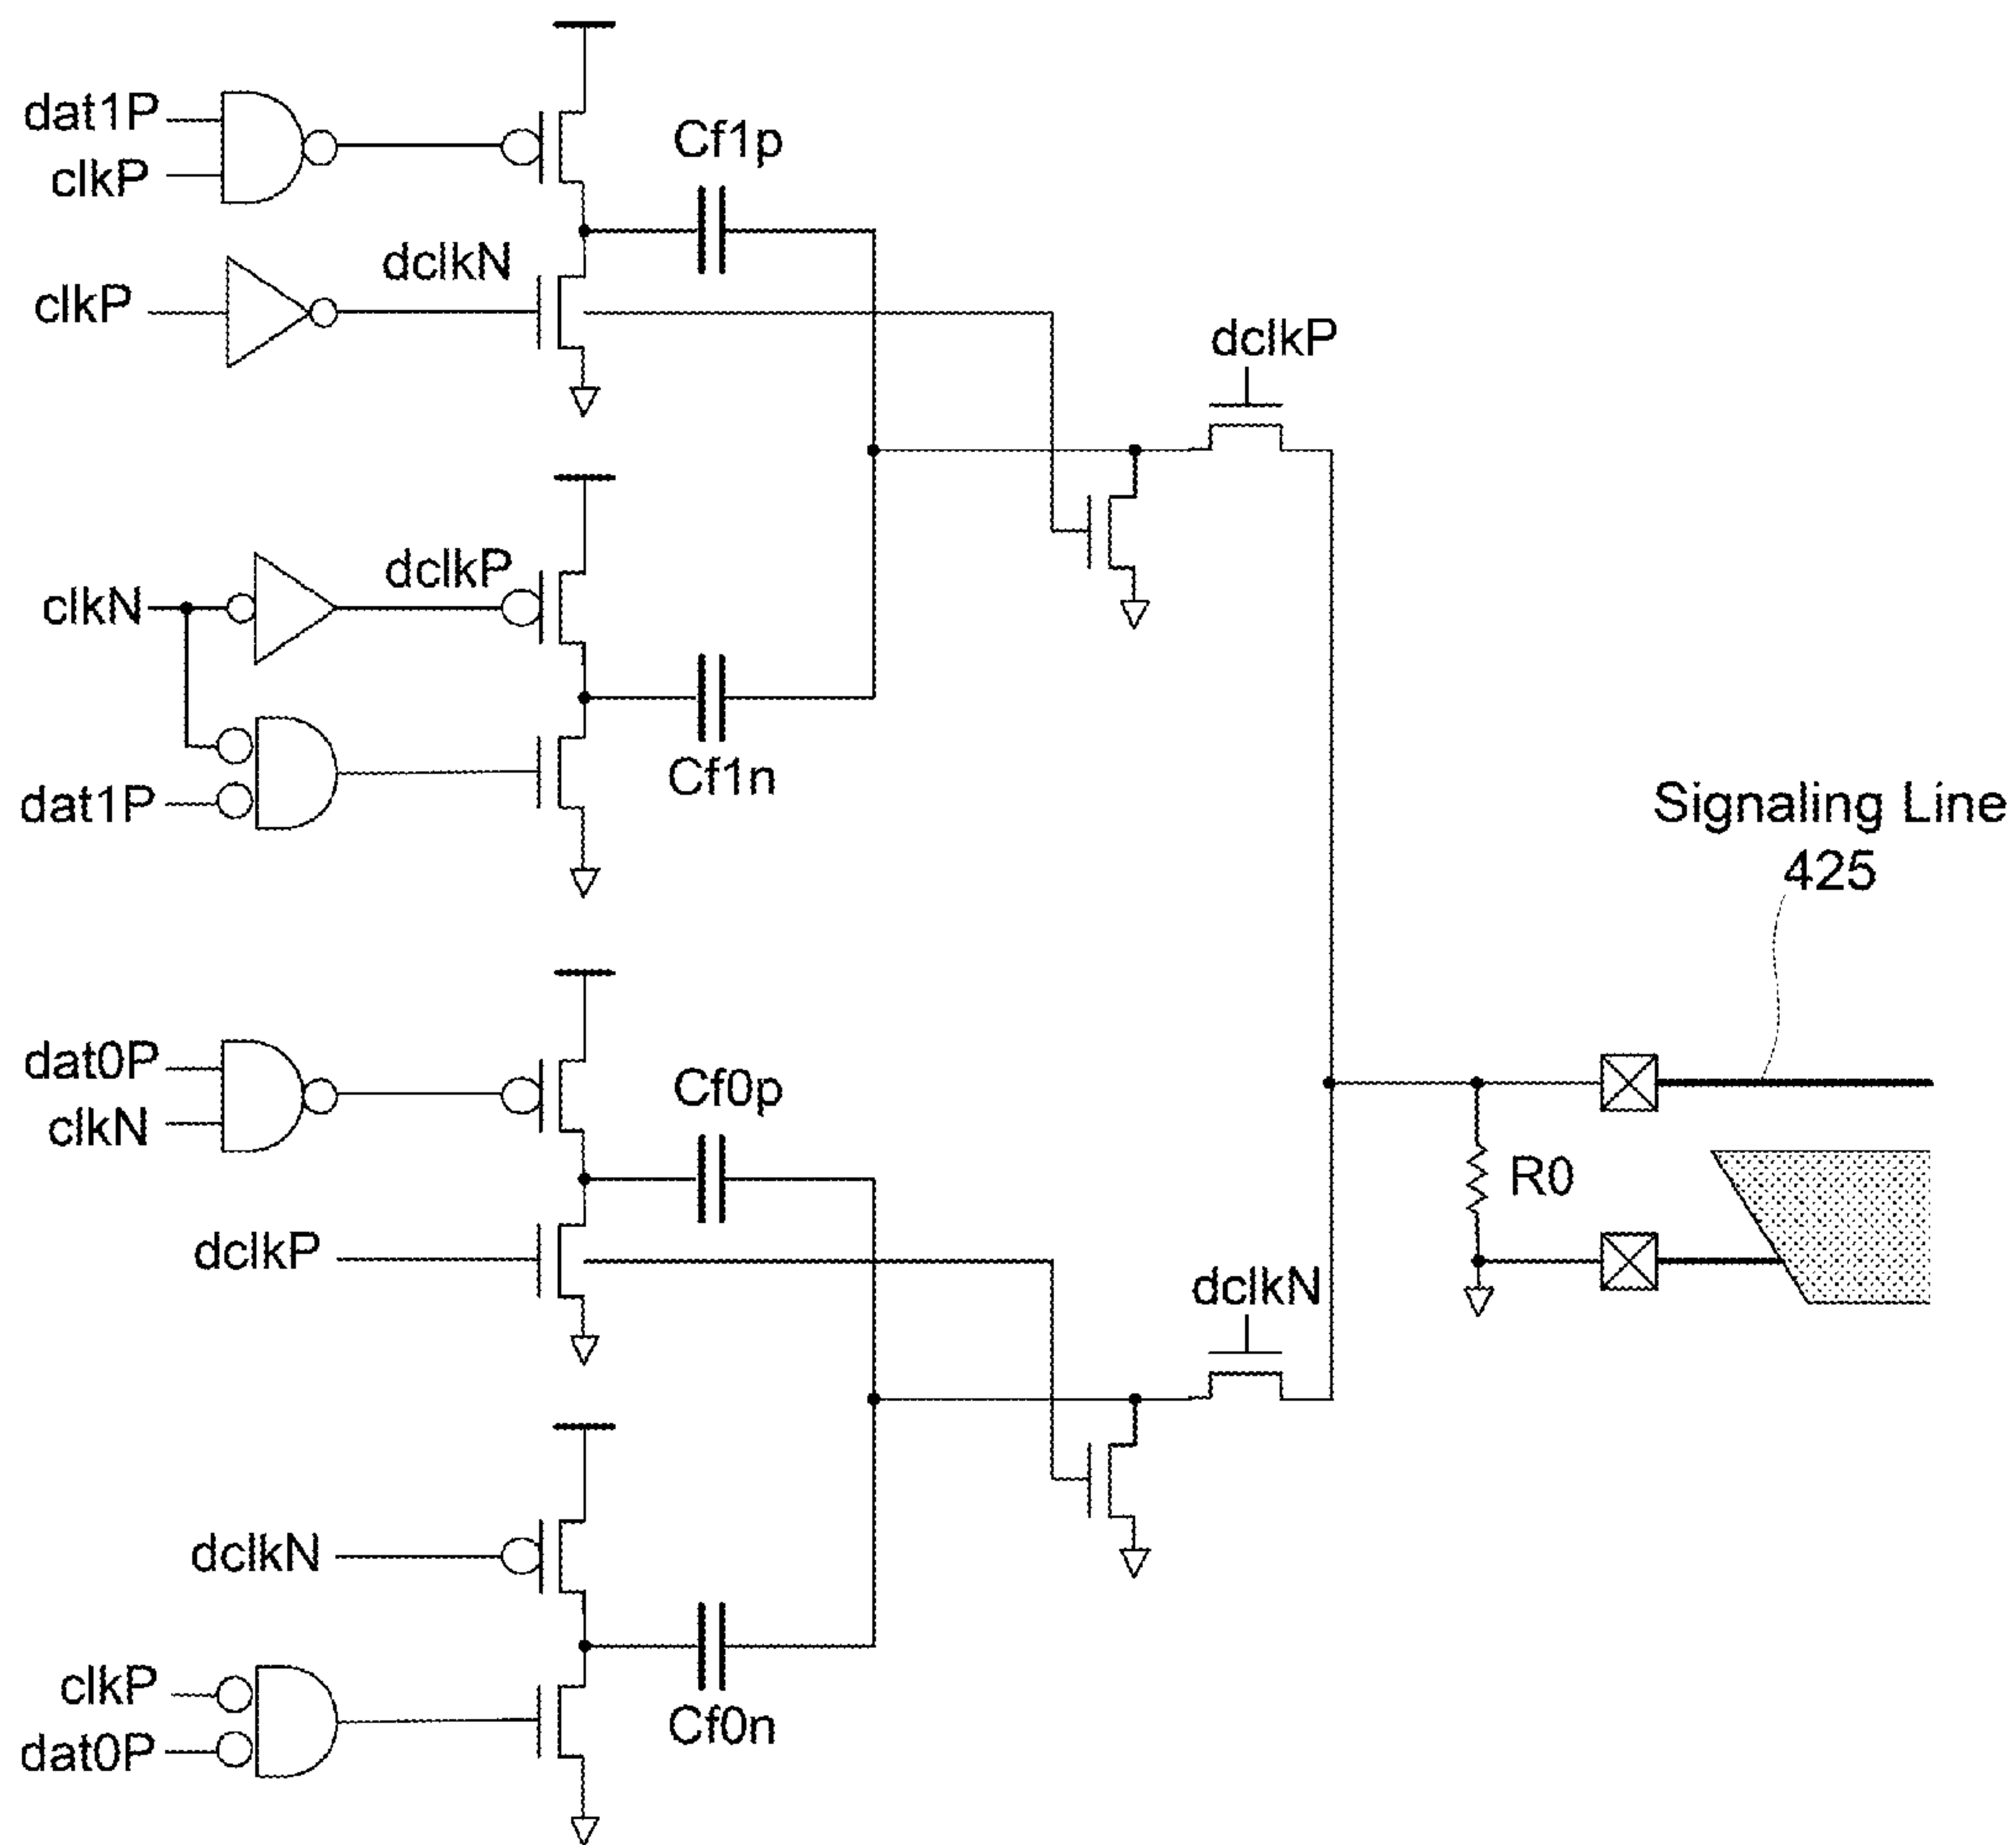 dat1P
clkP
Cf1p
dclkN
clkP
dclkP
clkN
dclkP
dat1P
Cf1n
Signaling Line
425
dat0P
clkN
Cf0p
R0
dclkP
dclkN
dclkN
clkP
dat0P
Cf0n